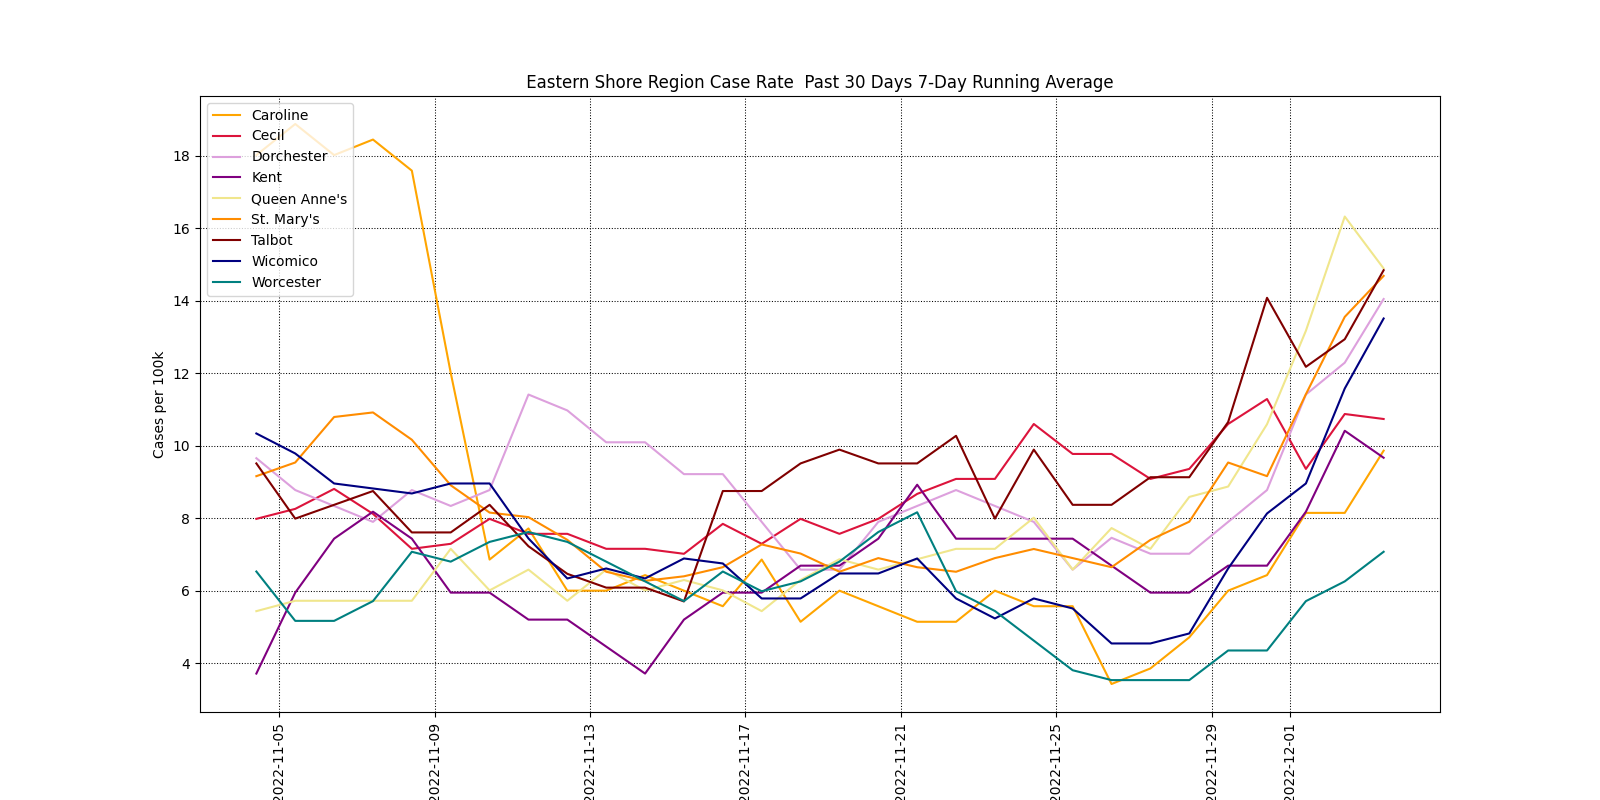 Eastern Shore Region Case Rate  Past 30 Days 7-Day Running Average
Caroline
Cecil
Dorchester
Kent
Queen Anne's
St. Mary's
Talbot
Wicomico
Worcester
Cases per 100k
18
16
14
12
10
8
6
4
2022-11-05
2022-11-09
2022-11-13
2022-11-17
2022-11-21
2022-11-25
2022-11-29
2022-12-01